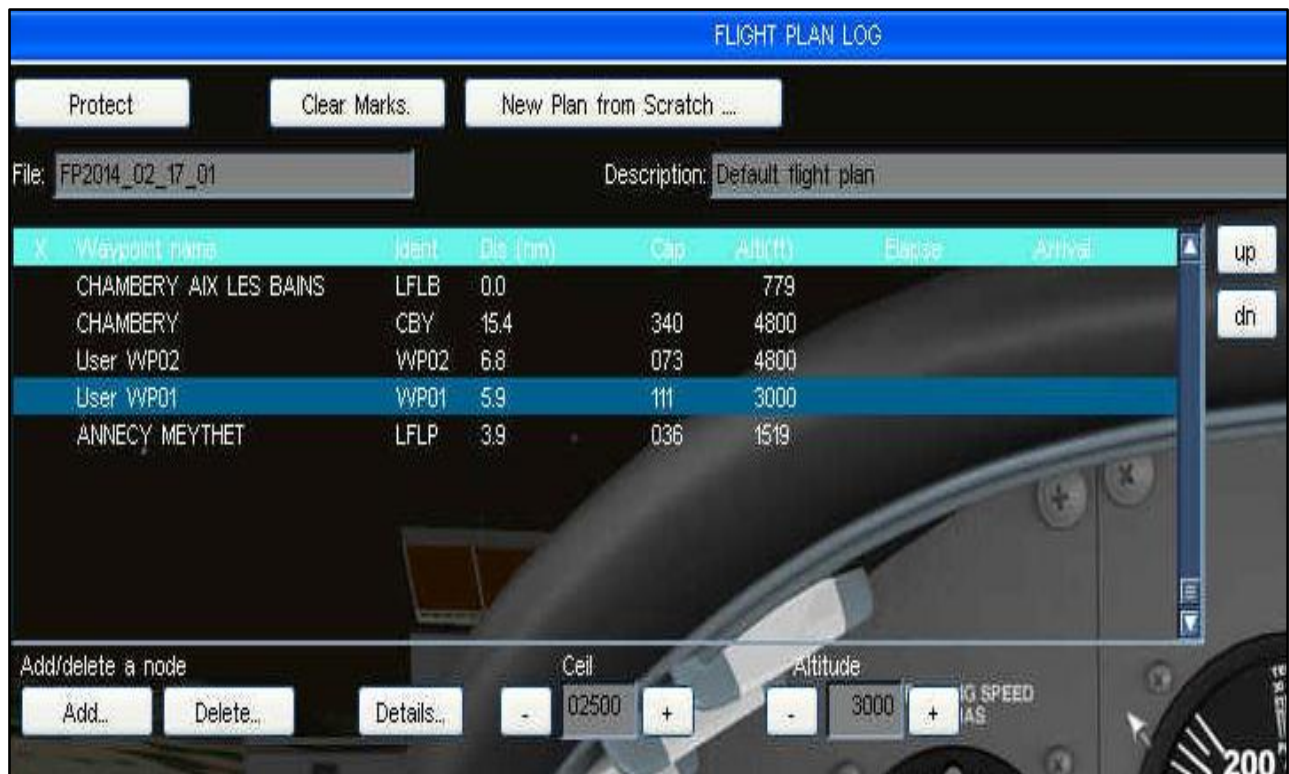 FLIGHT PLAN LOG
Protect Clear Marks. New Plan from Scratch ...
File: FP2014_02_17_01 Description: Default flight plan
X Waypoint name Ident Dis (nm) Cap Alt(ft) Elapse Arrival
up
CHAMBERY AIX LES BAINS LFLB 0.0 779
dn
CHAMBERY CBY 15.4 340 4800
User WP02 WP02 6.8 073 4800
User WP01 WP01 5.9 111 3000
ANNECY MEYTHET LFLP 3.9 036 1519
Add/delete a node Ceil Altitude
Add... Delete... Details... - 02500 + - 3000 +
SPEED
IAS
200